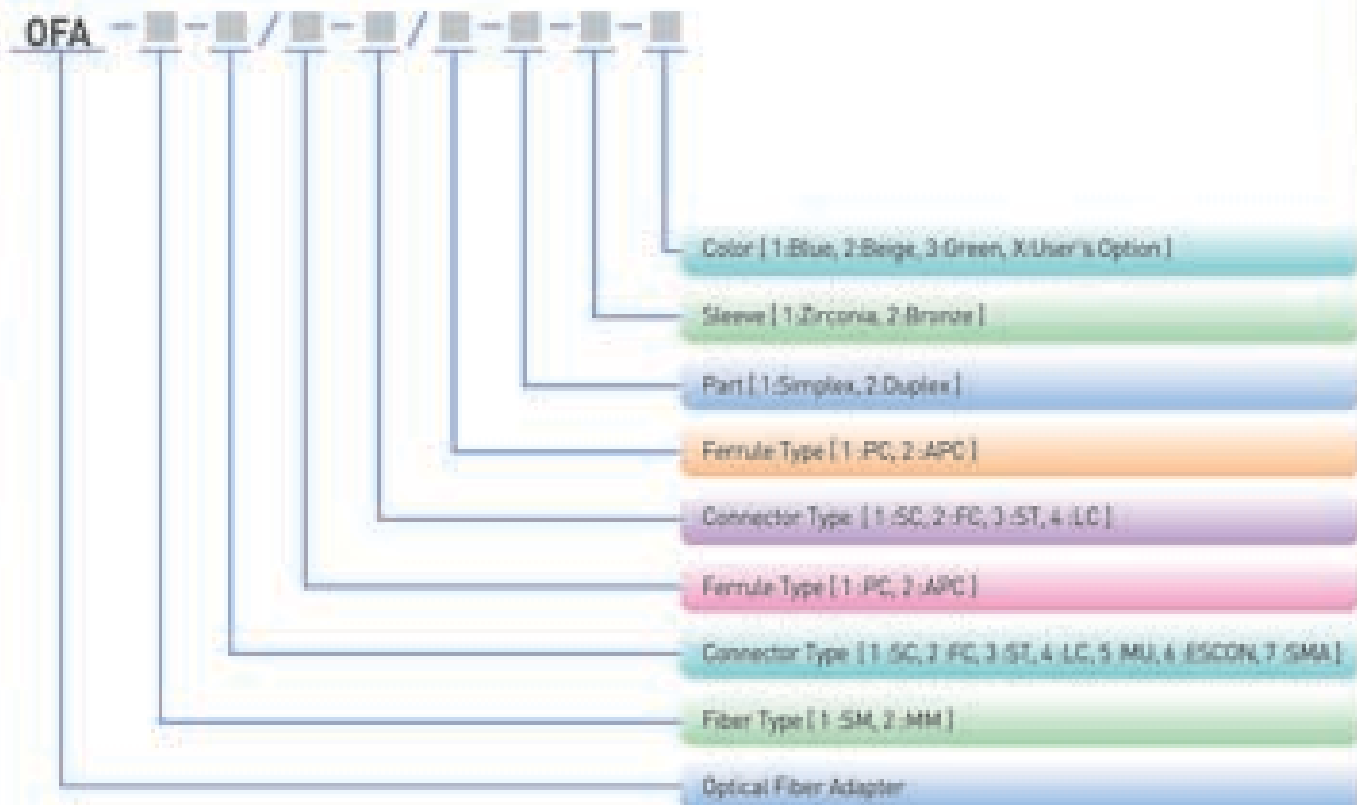 OFA - ■ - ■ / ■ - ■ / ■ - ■ - ■ - ■
Color [ 1:Blue, 2:Beige, 3:Green, X:User's Option ]
Sleeve [ 1:Zirconia, 2:Bronze ]
Part [ 1:Simplex, 2:Duplex ]
Ferrule Type [ 1 :PC, 2 :APC ]
Connector Type [ 1 :SC, 2 :FC, 3 :ST, 4 :LC ]
Ferrule Type [ 1 :PC, 2 :APC ]
Connector Type [ 1 :SC, 2 :FC, 3 :ST, 4 :LC, 5 :MU, 6 :ESCON, 7 :SMA ]
Fiber Type [ 1 :SM, 2 :MM ]
Optical Fiber Adapter